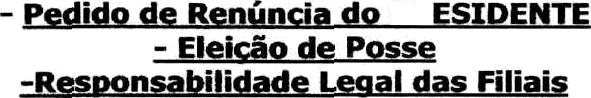 - Pedido de Renúncia do ESIDENTE
- Eleição de Posse
-Responsabilidade Legal das Filiais